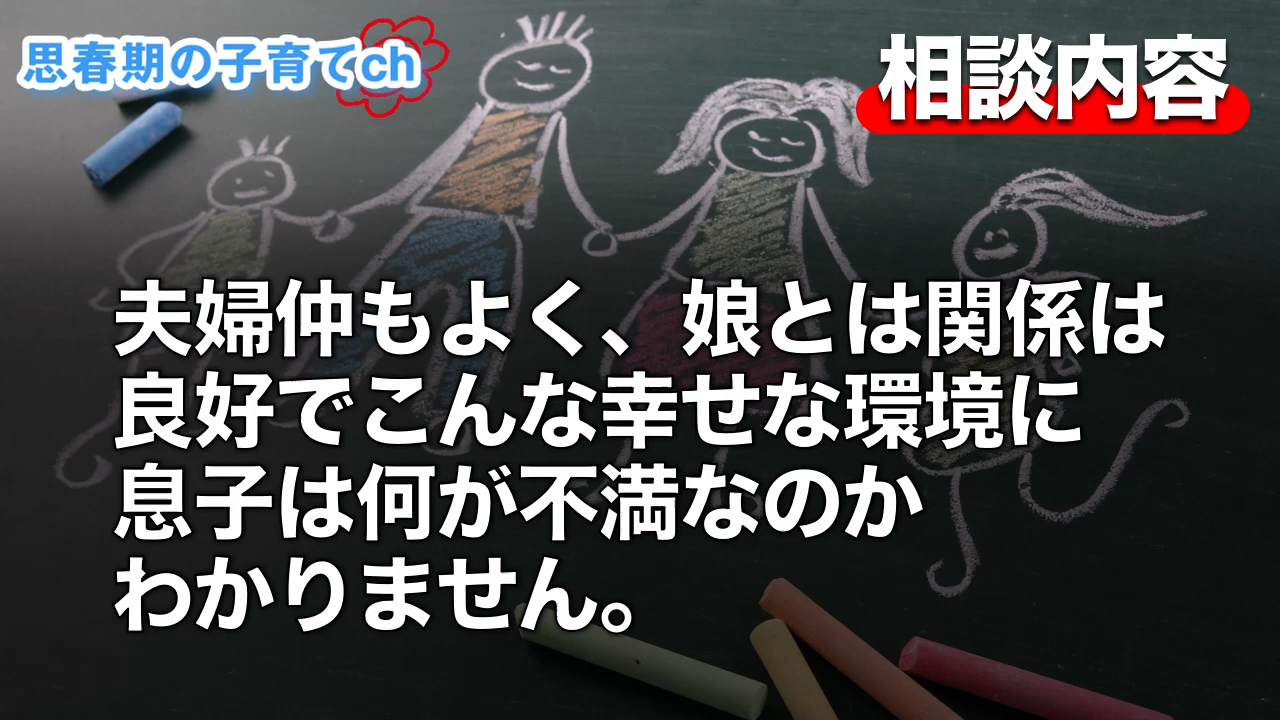 思春期の子育てch
相談内容
夫婦仲もよく、娘とは関係は
良好でこんな幸せな環境に
息子は何が不満なのか
わかりません。